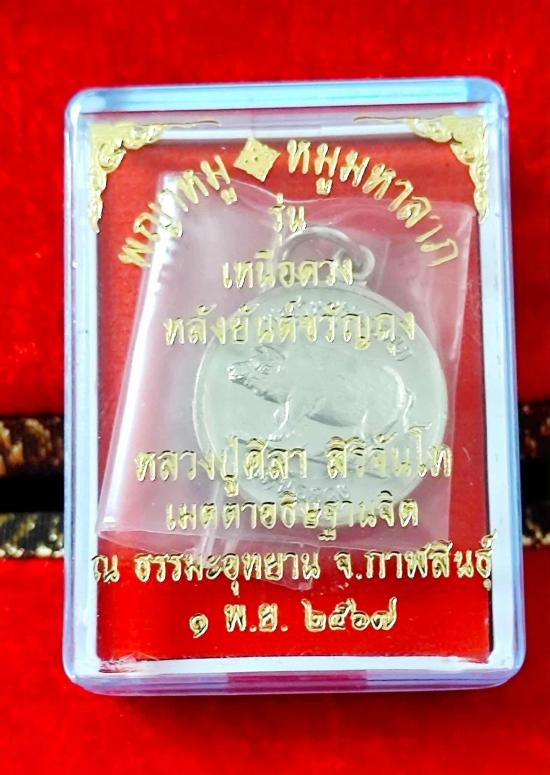 พญาหมู หมูมหาลาภ
รุ่น
เหนือดวง
หลังยันต์ขวัญถุง
หลวงปู่ศิลา สิริจันโท
เมตตาอธิษฐานจิต
ณ ธรรมะอุทยาน จ.กาฬสินธุ์
๑ พ.ย. ๒๕๖๗